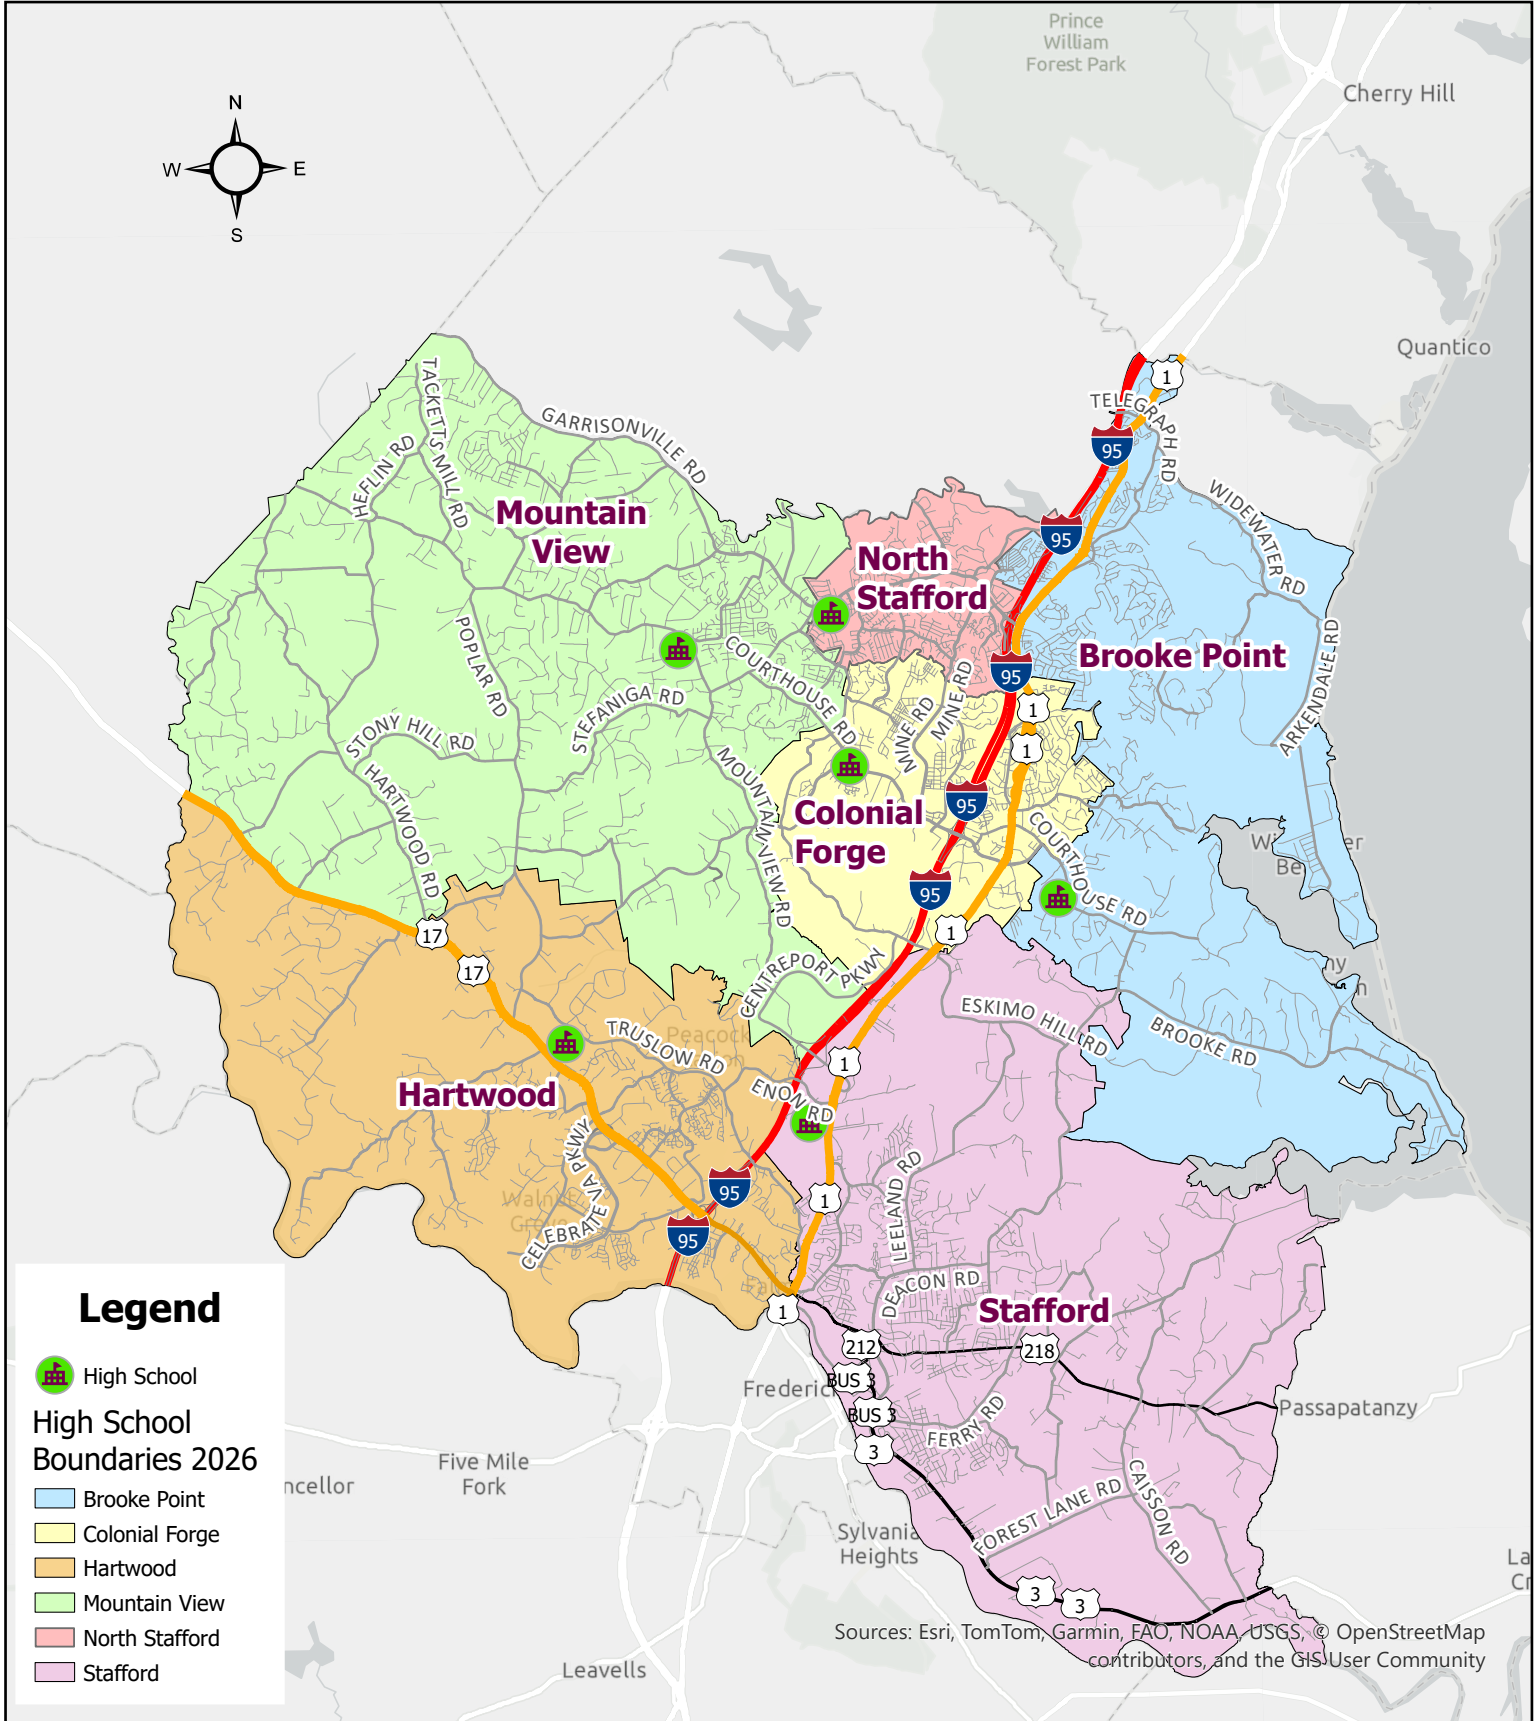 Prince
William
Forest Park
Cherry Hill
N
W
E
S
Quantico
1
TELEGRAPH RD
95
TACKETTS MILL RD
GARRISONVILLE RD
HEFLIN RD
WIDEWATER RD
Mountain
View
95
North
Stafford
Brooke Point
POPLAR RD
COURTHOUSE RD
STEFANIGA RD
MINE RD
MINE RD
95
1
1
ARKENDALE RD
STONY HILL RD
HARTWOOD RD
MOUNTAIN VIEW RD
95
Colonial
Forge
COURTHOUSE RD
95
17
1
17
CENTREPORT PKWY
ESKIMO HILL RD
BROOKE RD
TRUSLOW RD
Peacock
1
ENON RD
Hartwood
CELEBRATE VA PKWY
95
1
LEELAND RD
95
DEACON RD
Stafford
1
212
218
BUS 3
BUS 3
3
FERRY RD
Passapatanzy
FOREST LANE RD
CAISSON RD
Five Mile
Fork
Sylvania
Heights
3
3
Leavells
Legend
High School
High School
Boundaries 2026
Brooke Point
Colonial Forge
Hartwood
Mountain View
North Stafford
Stafford
Sources: Esri, TomTom, Garmin, FAO, NOAA, USGS, © OpenStreetMap
contributors, and the GIS User Community